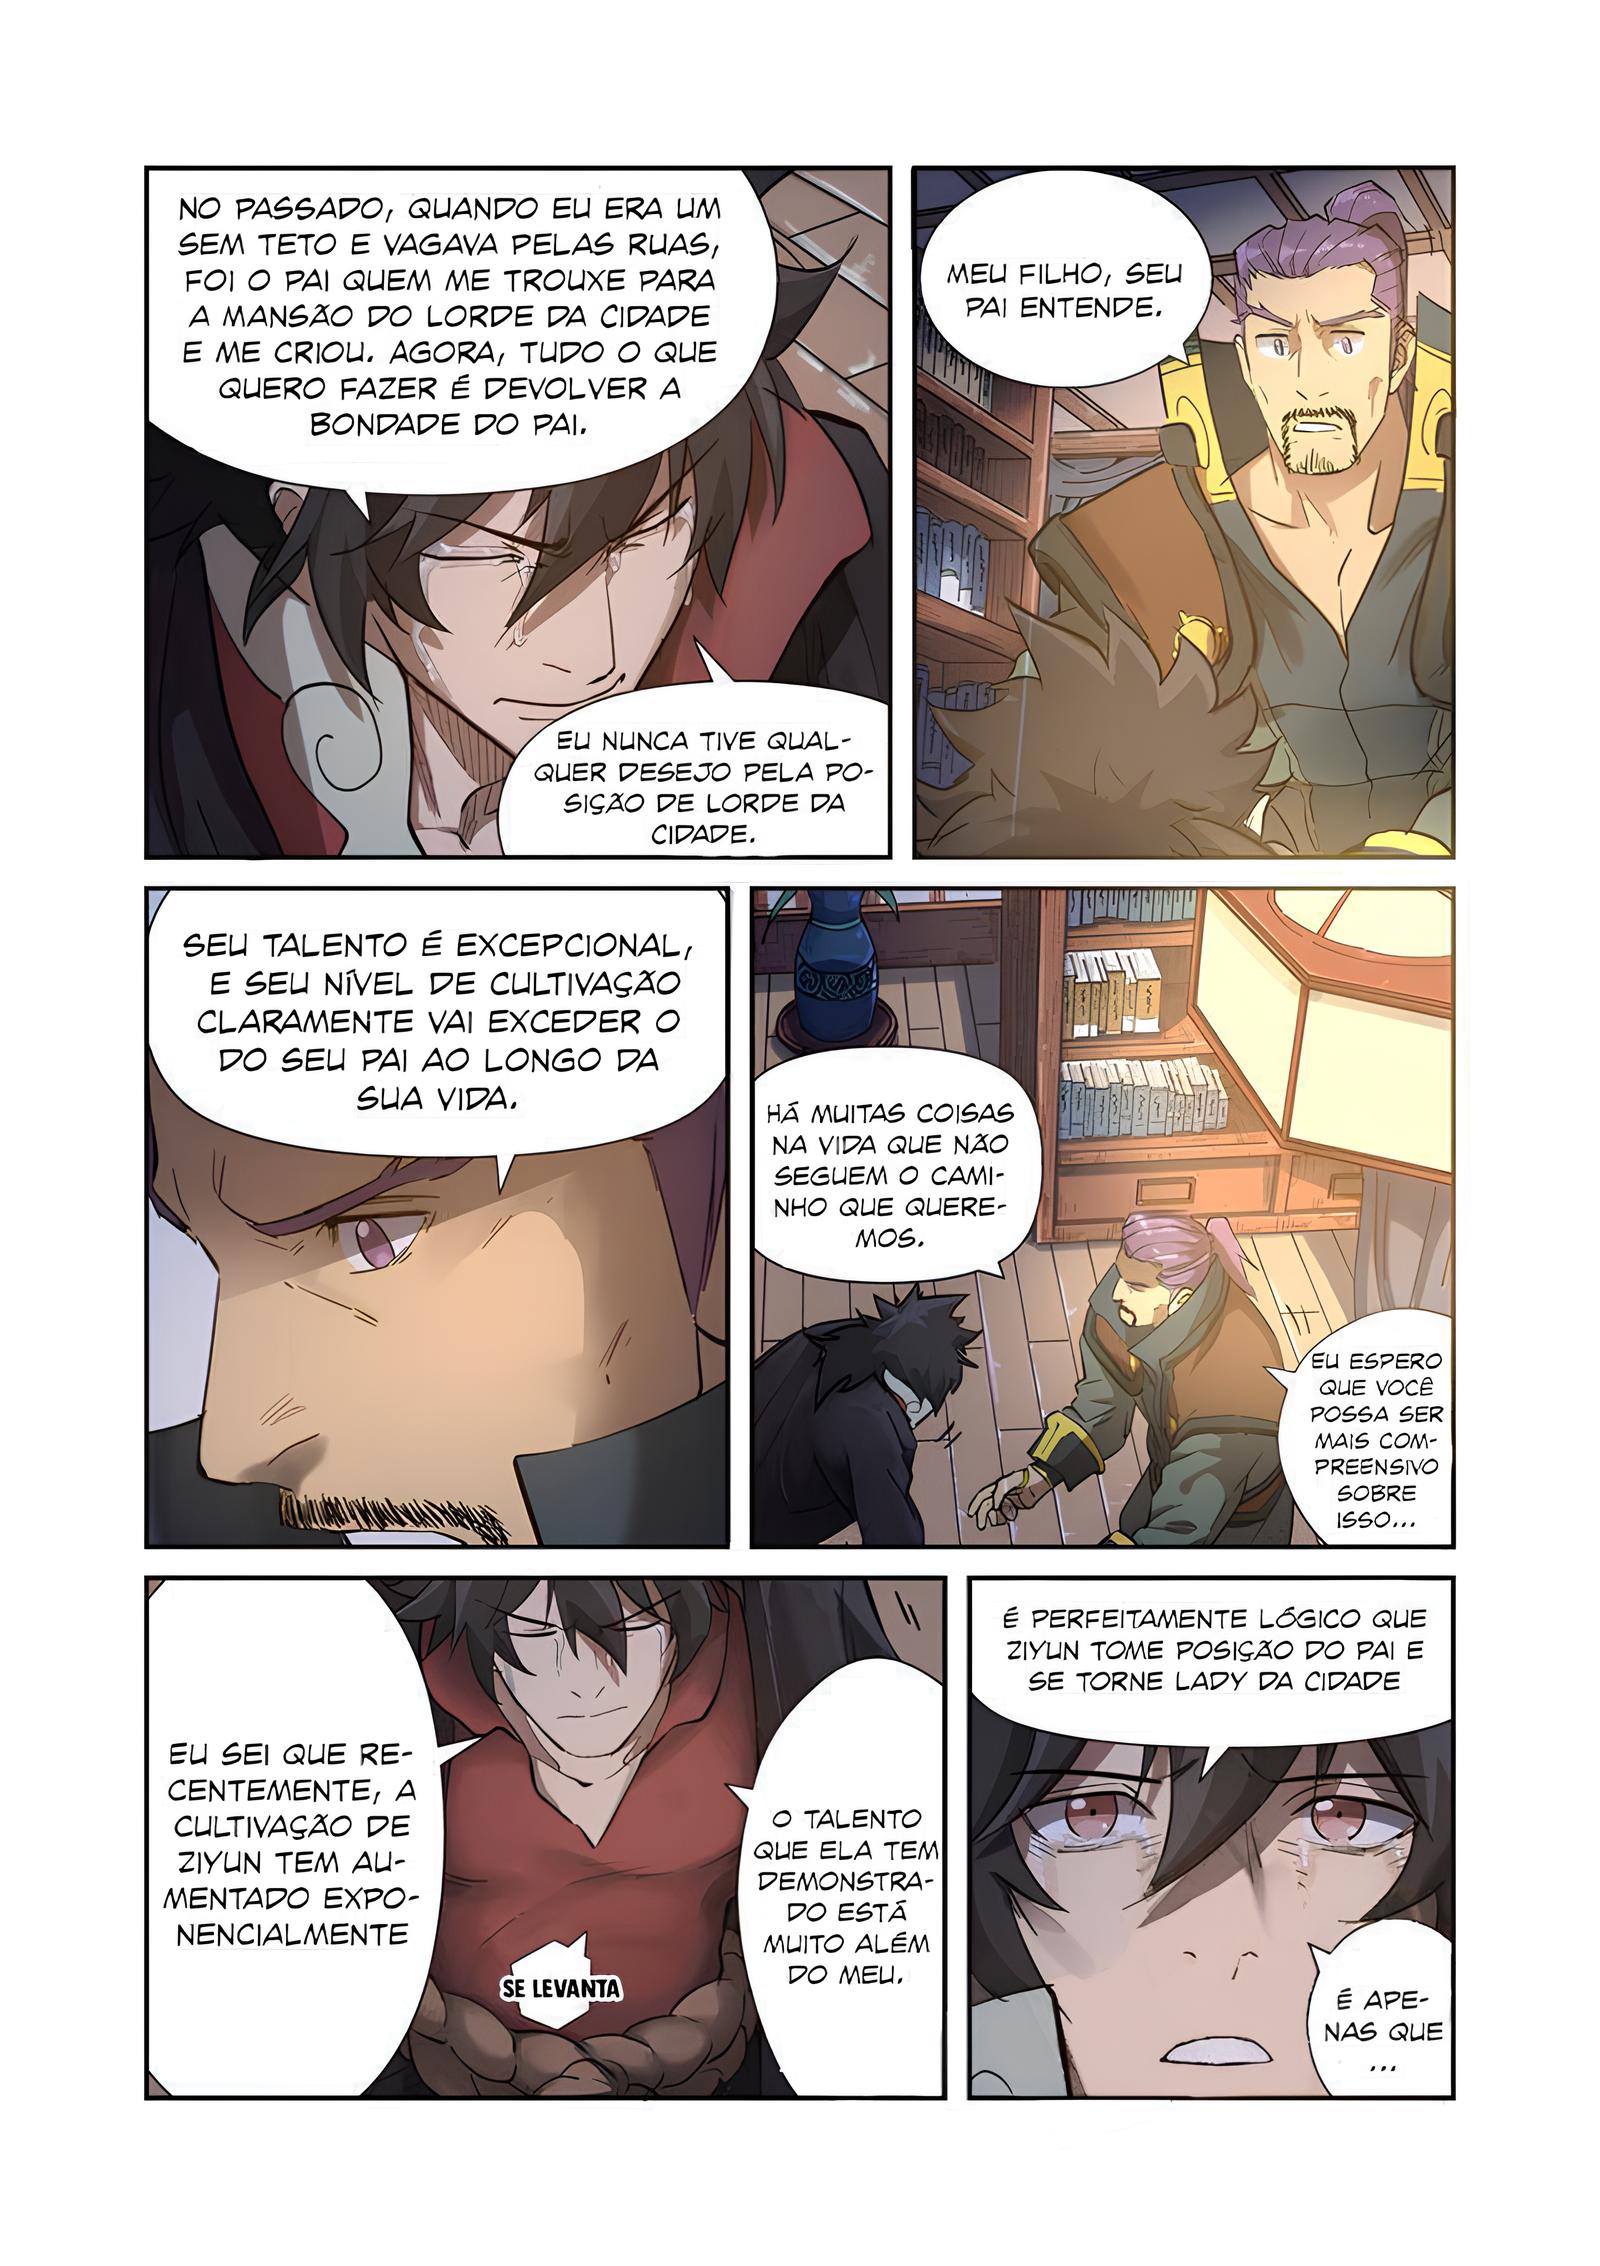 NO PASSADO, QUANDO EU ERA UM
SEM TETO E VAGAVA PELAS RUAS,
FOI O PAI QUEM ME TROUXE PARA
A MANSÃO DO LORDE DA CIDADE
E ME CRIOU. AGORA, TUDO O QUE
QUERO FAZER É DEVOLVER A
BONDADE DO PAI.
EU NUNCA TIVE QUAL-
QUER DESEJO PELA PO-
SIÇÃO DE LORDE DA
CIDADE.
MEU FILHO, SEU
PAI ENTENDE.
SEU TALENTO É EXCEPCIONAL,
E SEU NÍVEL DE CULTIVAÇÃO
CLARAMENTE VAI EXCEDER O
DO SEU PAI AO LONGO DA
SUA VIDA.
HÁ MUITAS COISAS
NA VIDA QUE NÃO
SEGUEM O CAMI-
NHO QUE QUERE-
MOS.
EU ESPERO
QUE VOCÊ
POSSA SER
MAIS COM-
PREENSIVO
SOBRE
ISSO...
EU SEI QUE RE-
CENTEMENTE, A
CULTIVAÇÃO DE
ZIYUN TEM AU-
MENTADO EXPO-
NENCIALMENTE
SE LEVANTA
O TALENTO
QUE ELA TEM
DEMONSTRA-
DO ESTÁ
MUITO ALÉM
DO MEU.
É PERFEITAMENTE LÓGICO QUE
ZIYUN TOME POSIÇÃO DO PAI E
SE TORNE LADY DA CIDADE
É APE-
NAS QUE
...